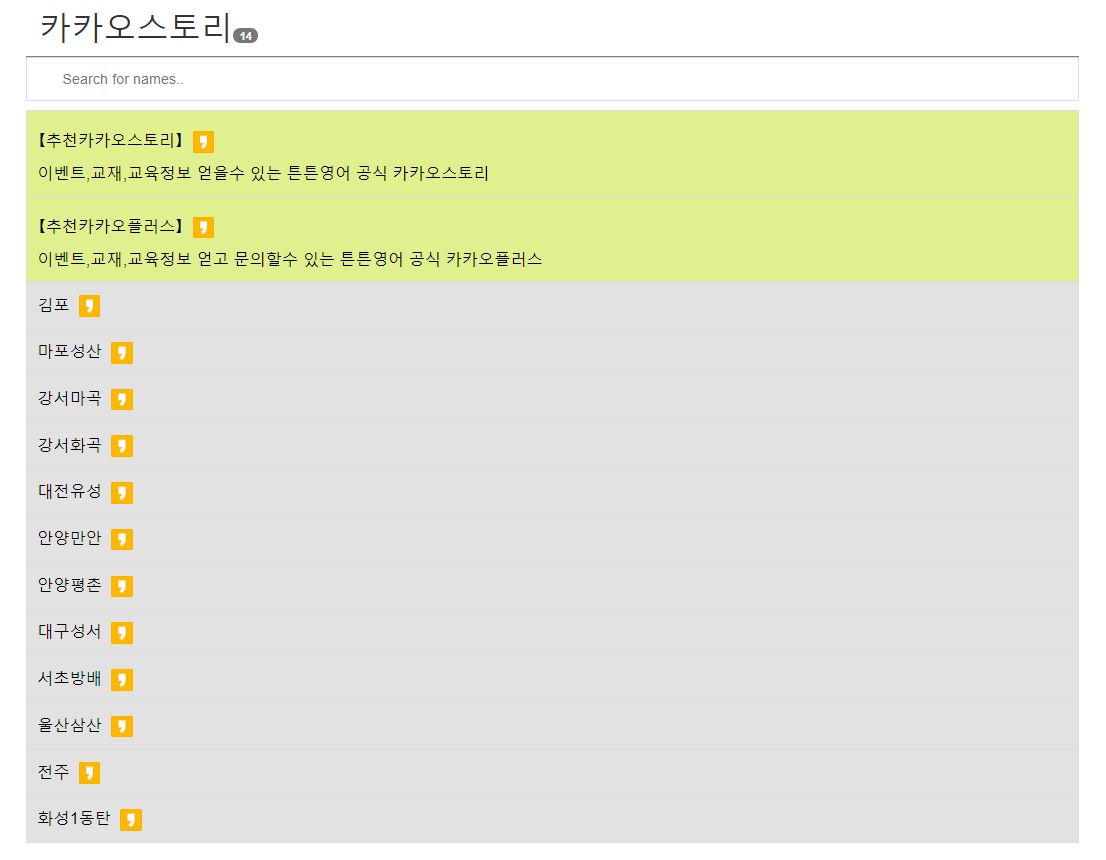 카카오스토리 14
Search for names..
【추천카카오스토리】
이벤트,교재,교육정보 얻을수 있는 튼튼영어 공식 카카오스토리
【추천카카오플러스】
이벤트,교재,교육정보 얻고 문의할수 있는 튼튼영어 공식 카카오플러스
김포
마포성산
강서마곡
강서화곡
대전유성
안양만안
안양평촌
대구성서
서초방배
울산삼산
전주
화성1동탄